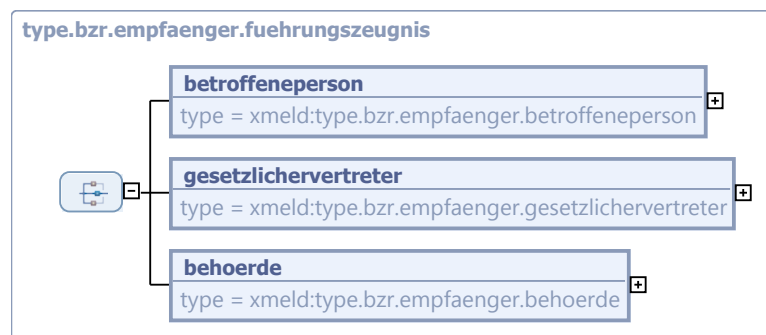 type.bzr.empfaenger.fuehrungszeugnis
betroffeneperson
type = xmeld:type.bzr.empfaenger.betroffeneperson
gesetzlichervertreter
type = xmeld:type.bzr.empfaenger.gesetzlichervertreter
behoerde
type = xmeld:type.bzr.empfaenger.behoerde